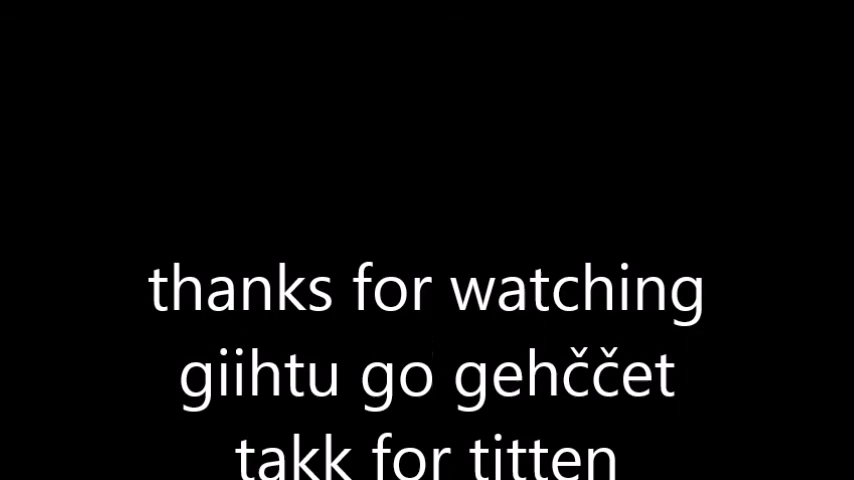 thanks for watching
giihtu go gehččet
takk for titten